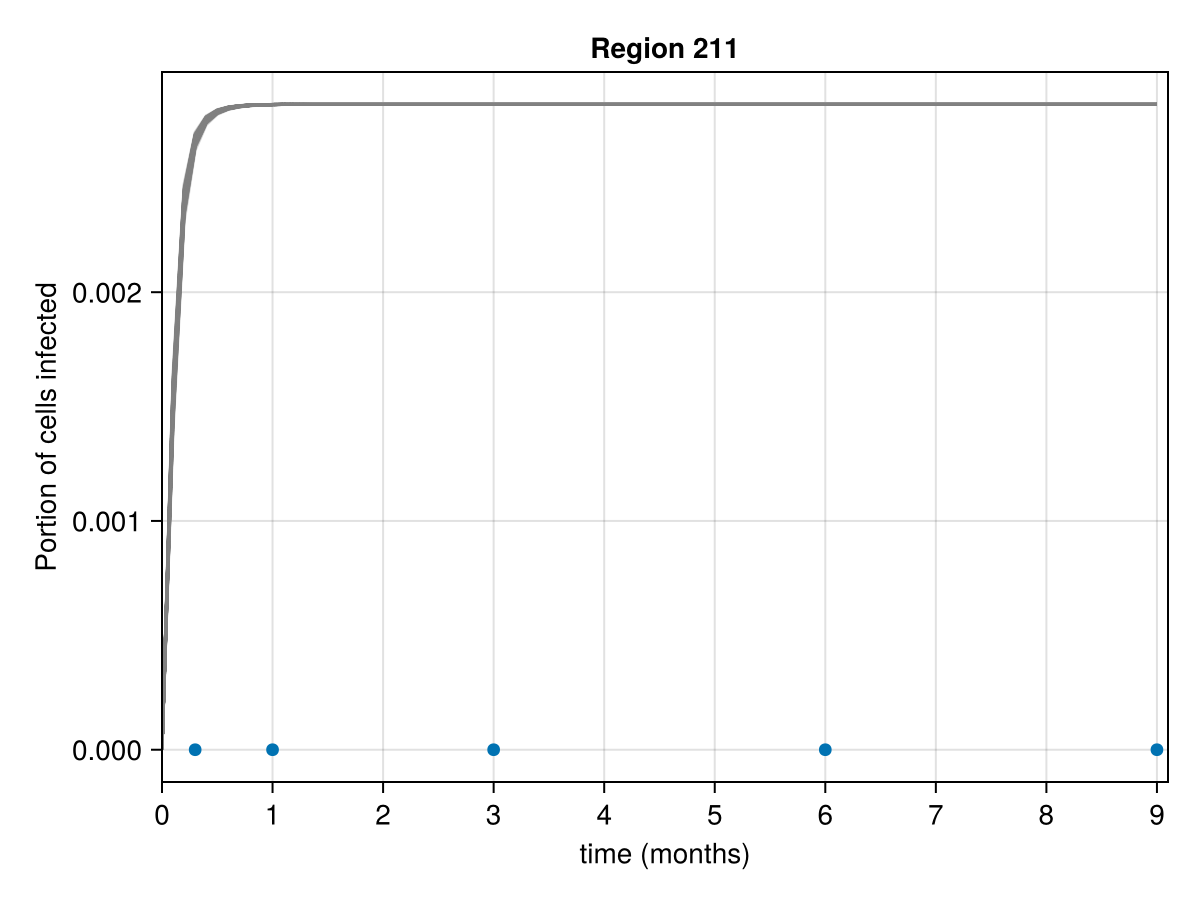 Region 211
Portion of cells infected
0.002
0.001
0.000
0 1 2 3 4 5 6 7 8 9
time (months)